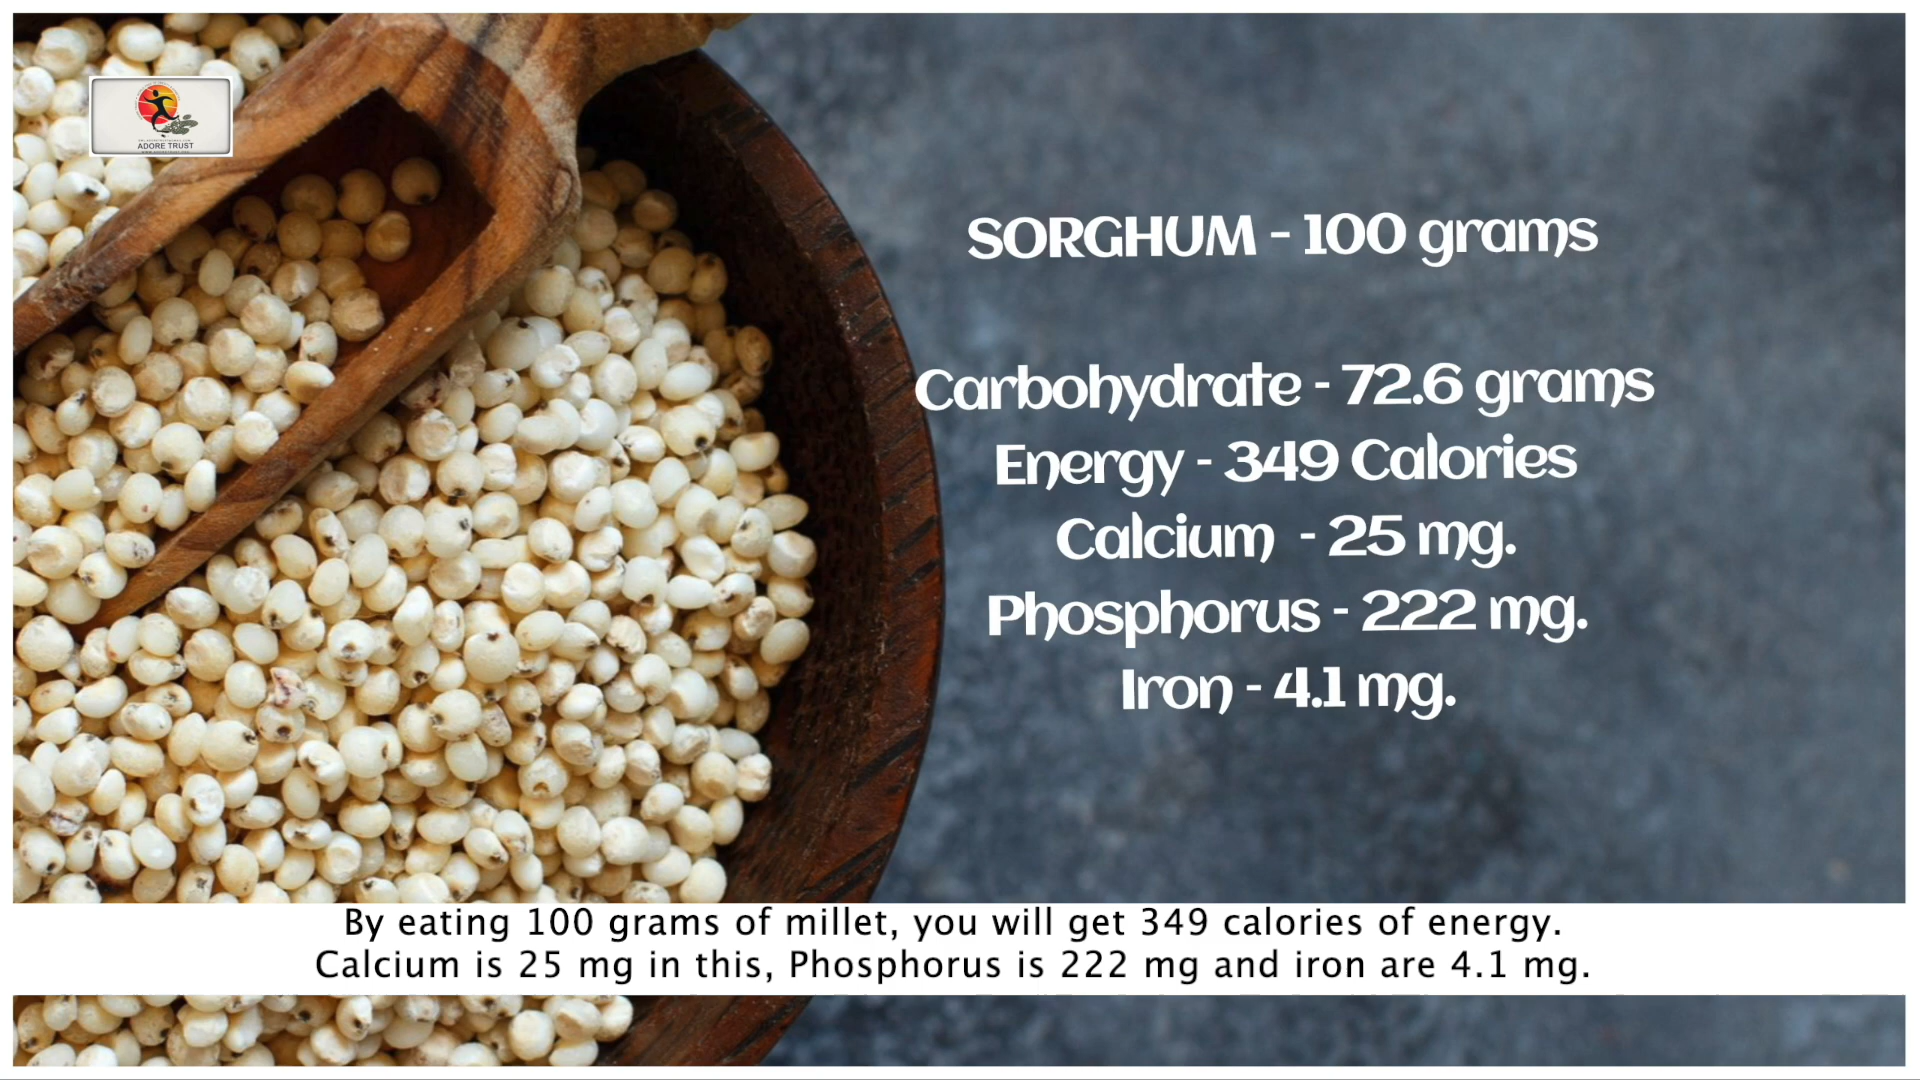 ADORE TRUST
SORGHUM - 100 grams
Carbohydrate - 72.6 grams
Energy - 349 Calories
Calcium - 25 mg.
Phosphorus - 222 mg.
Iron - 4.1 mg.
By eating 100 grams of millet, you will get 349 calories of energy.
Calcium is 25 mg in this, Phosphorus is 222 mg and iron are 4.1 mg.